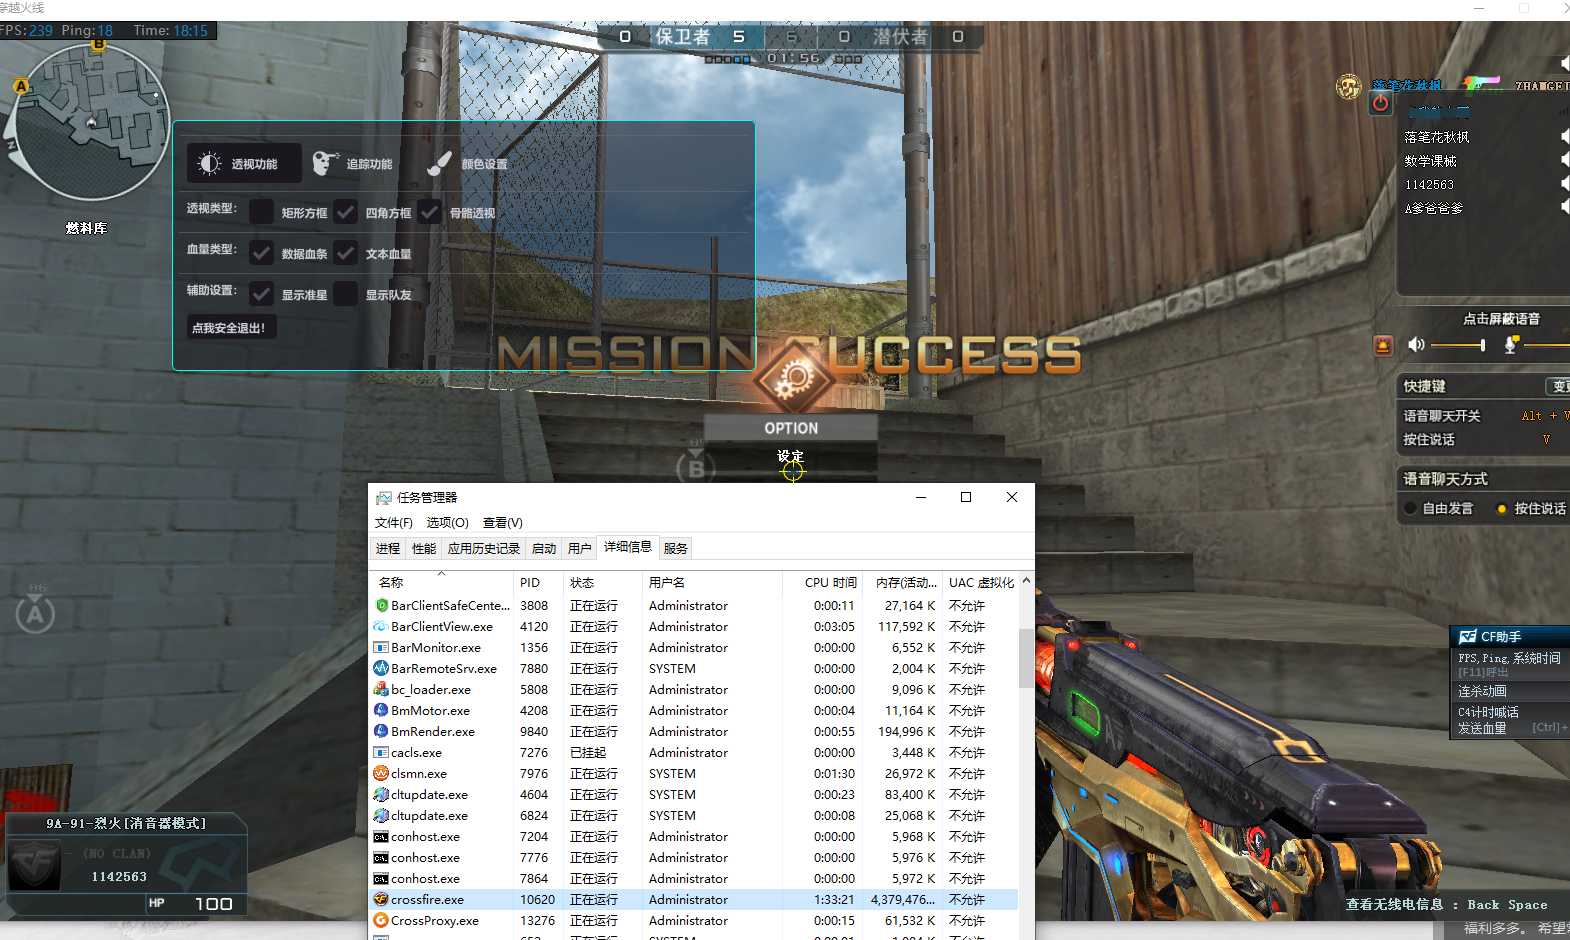 穿越火线
FPS:239 Ping:18 Time: 18:15
0 保卫者 5 6 0 潜伏者 0
01:56
B
A
N
燃料库
落笔花秋枫 ZHAI GET
落笔花秋枫
数学课械
1142563
A爹爸爸爹
透视功能 追踪功能 颜色设置
透视类型: 矩形方框 四角方框 骨骼透视
血量类型: 数据血条 文本血量
辅助设置: 显示准星 显示队友
点我安全退出!
MISSION SUCCESS
OPTION
设定
B
A
点击屏蔽语音
快捷键
语音聊天开关 Alt + V
按住说话 V
语音聊天方式
自由发言 按住说话
任务管理器
文件(F) 选项(O) 查看(V)
进程 性能 应用历史记录 启动 用户 详细信息 服务
名称 PID 状态 用户名 CPU 时间 内存(活动... UAC 虚拟化
BarClientSafeCente... 3808 正在运行 Administrator 0:00:11 27,164 K 不允许
BarClientView.exe 4120 正在运行 Administrator 0:03:05 117,592 K 不允许
BarMonitor.exe 1356 正在运行 Administrator 0:00:00 6,552 K 不允许
BarRemoteSrv.exe 7880 正在运行 SYSTEM 0:00:00 2,004 K 不允许
bc_loader.exe 5808 正在运行 Administrator 0:00:00 9,096 K 不允许
BmMotor.exe 4208 正在运行 Administrator 0:00:04 11,164 K 不允许
BmRender.exe 9840 正在运行 Administrator 0:00:55 194,996 K 不允许
cacls.exe 7276 已挂起 Administrator 0:00:00 3,448 K 不允许
clsmn.exe 7976 正在运行 SYSTEM 0:01:30 26,972 K 不允许
cltupdate.exe 4604 正在运行 SYSTEM 0:00:23 83,400 K 不允许
cltupdate.exe 6824 正在运行 SYSTEM 0:00:08 25,068 K 不允许
conhost.exe 7204 正在运行 Administrator 0:00:00 5,968 K 不允许
conhost.exe 7776 正在运行 Administrator 0:00:00 5,976 K 不允许
conhost.exe 7864 正在运行 Administrator 0:00:00 5,972 K 不允许
crossfire.exe 10620 正在运行 Administrator 1:33:21 4,379,476... 不允许
CrossProxy.exe 13276 正在运行 Administrator 0:00:15 61,532 K 不允许
CF助手
FPS,Ping,系统时间
[F11]呼出
连杀动画
C4计时喊话
发送血量 [Ctrl]+
9A-91-烈火[消音器模式]
- (NO CLAN)
1142563
HP 100
查看无线电信息 : Back Space
福利多多。 希望